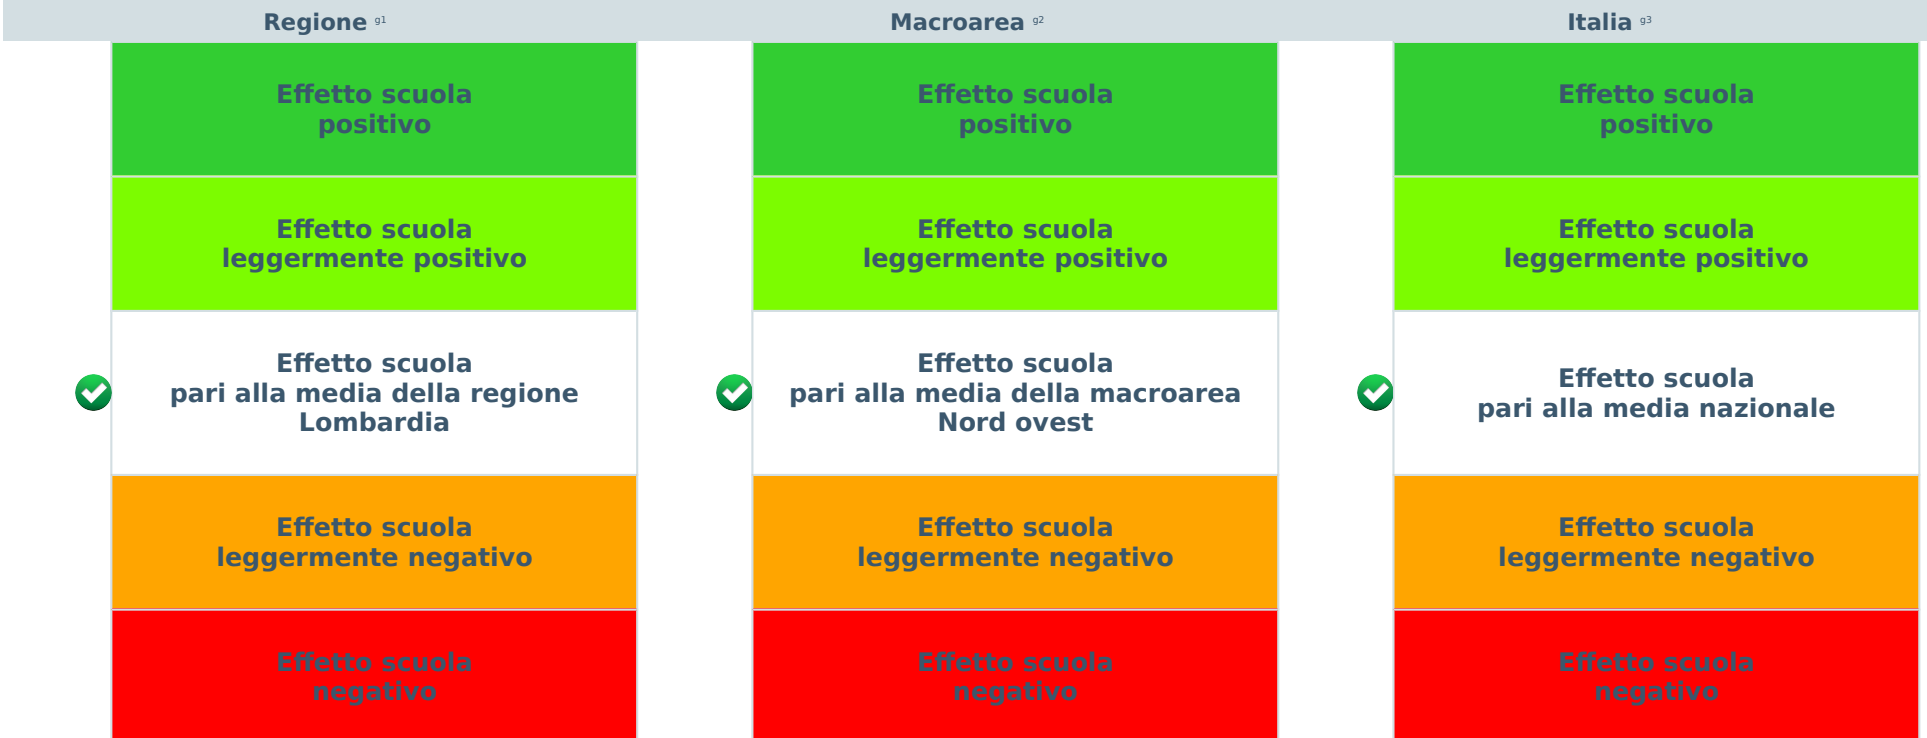 Regione g1
Macroarea g2
Italia g3
Effetto scuola
positivo
Effetto scuola
positivo
Effetto scuola
positivo
Effetto scuola
leggermente positivo
Effetto scuola
leggermente positivo
Effetto scuola
leggermente positivo
Effetto scuola
pari alla media della regione
Lombardia
Effetto scuola
pari alla media della macroarea
Nord ovest
Effetto scuola
pari alla media nazionale
Effetto scuola
leggermente negativo
Effetto scuola
leggermente negativo
Effetto scuola
leggermente negativo
Effetto scuola
negativo
Effetto scuola
negativo
Effetto scuola
negativo